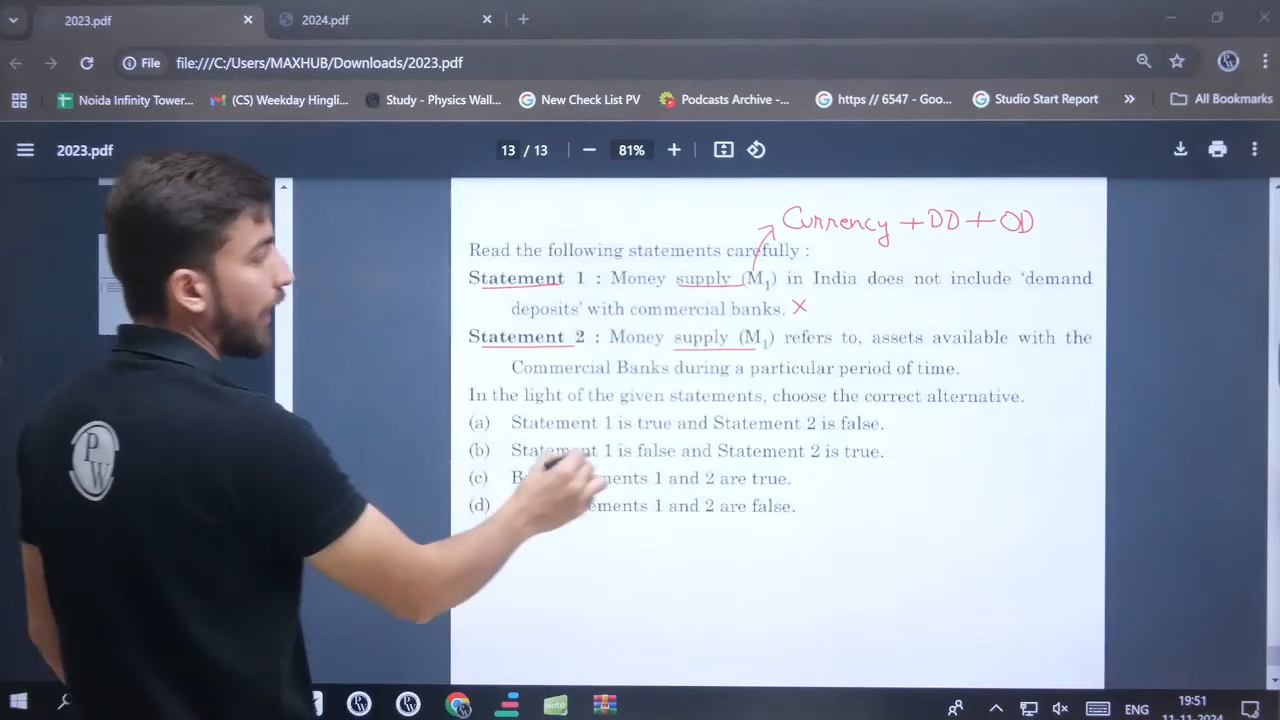 2023.pdf
2024.pdf
File
file:///C:/Users/MAXHUB/Downloads/2023.pdf
Noida Infinity Tower...
(CS) Weekday Hingli...
Study - Physics Wall...
New Check List PV
Podcasts Archive -...
https // 6547 - Goo...
Studio Start Report
All Bookmarks
2023.pdf
13 / 13
81%
Currency + DD + OD
Read the following statements carefully :
Statement 1 : Money supply (M1) in India does not include ‘demand
deposits’ with commercial banks. X
Statement 2 : Money supply (M1) refers to, assets available with the
Commercial Banks during a particular period of time.
In the light of the given statements, choose the correct alternative.
(a) Statement 1 is true and Statement 2 is false.
(b) Statement 1 is false and Statement 2 is true.
(c) 1 and 2 are true.
(d) 1 and 2 are false.
PW
Note
ENG
19:51
11-11-2024